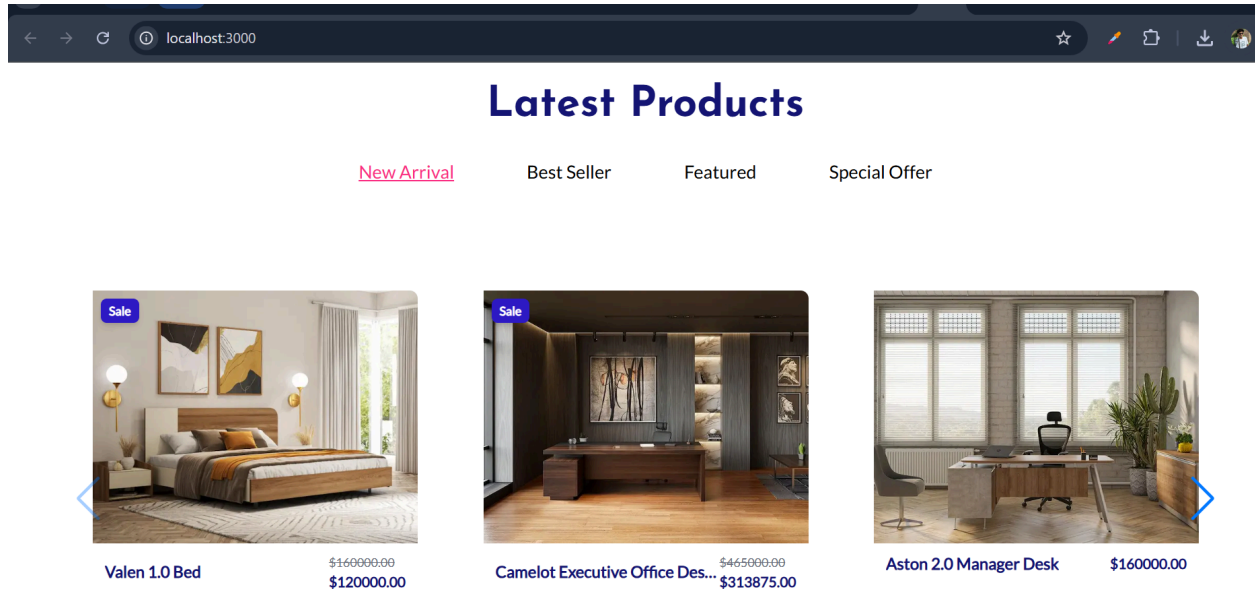 localhost:3000
Latest Products
New Arrival Best Seller Featured Special Offer
Sale Sale
$160000.00 $465000.00
Valen 1.0 Bed Camelot Executive Office Des... Aston 2.0 Manager Desk $160000.00
$120000.00 $313875.00